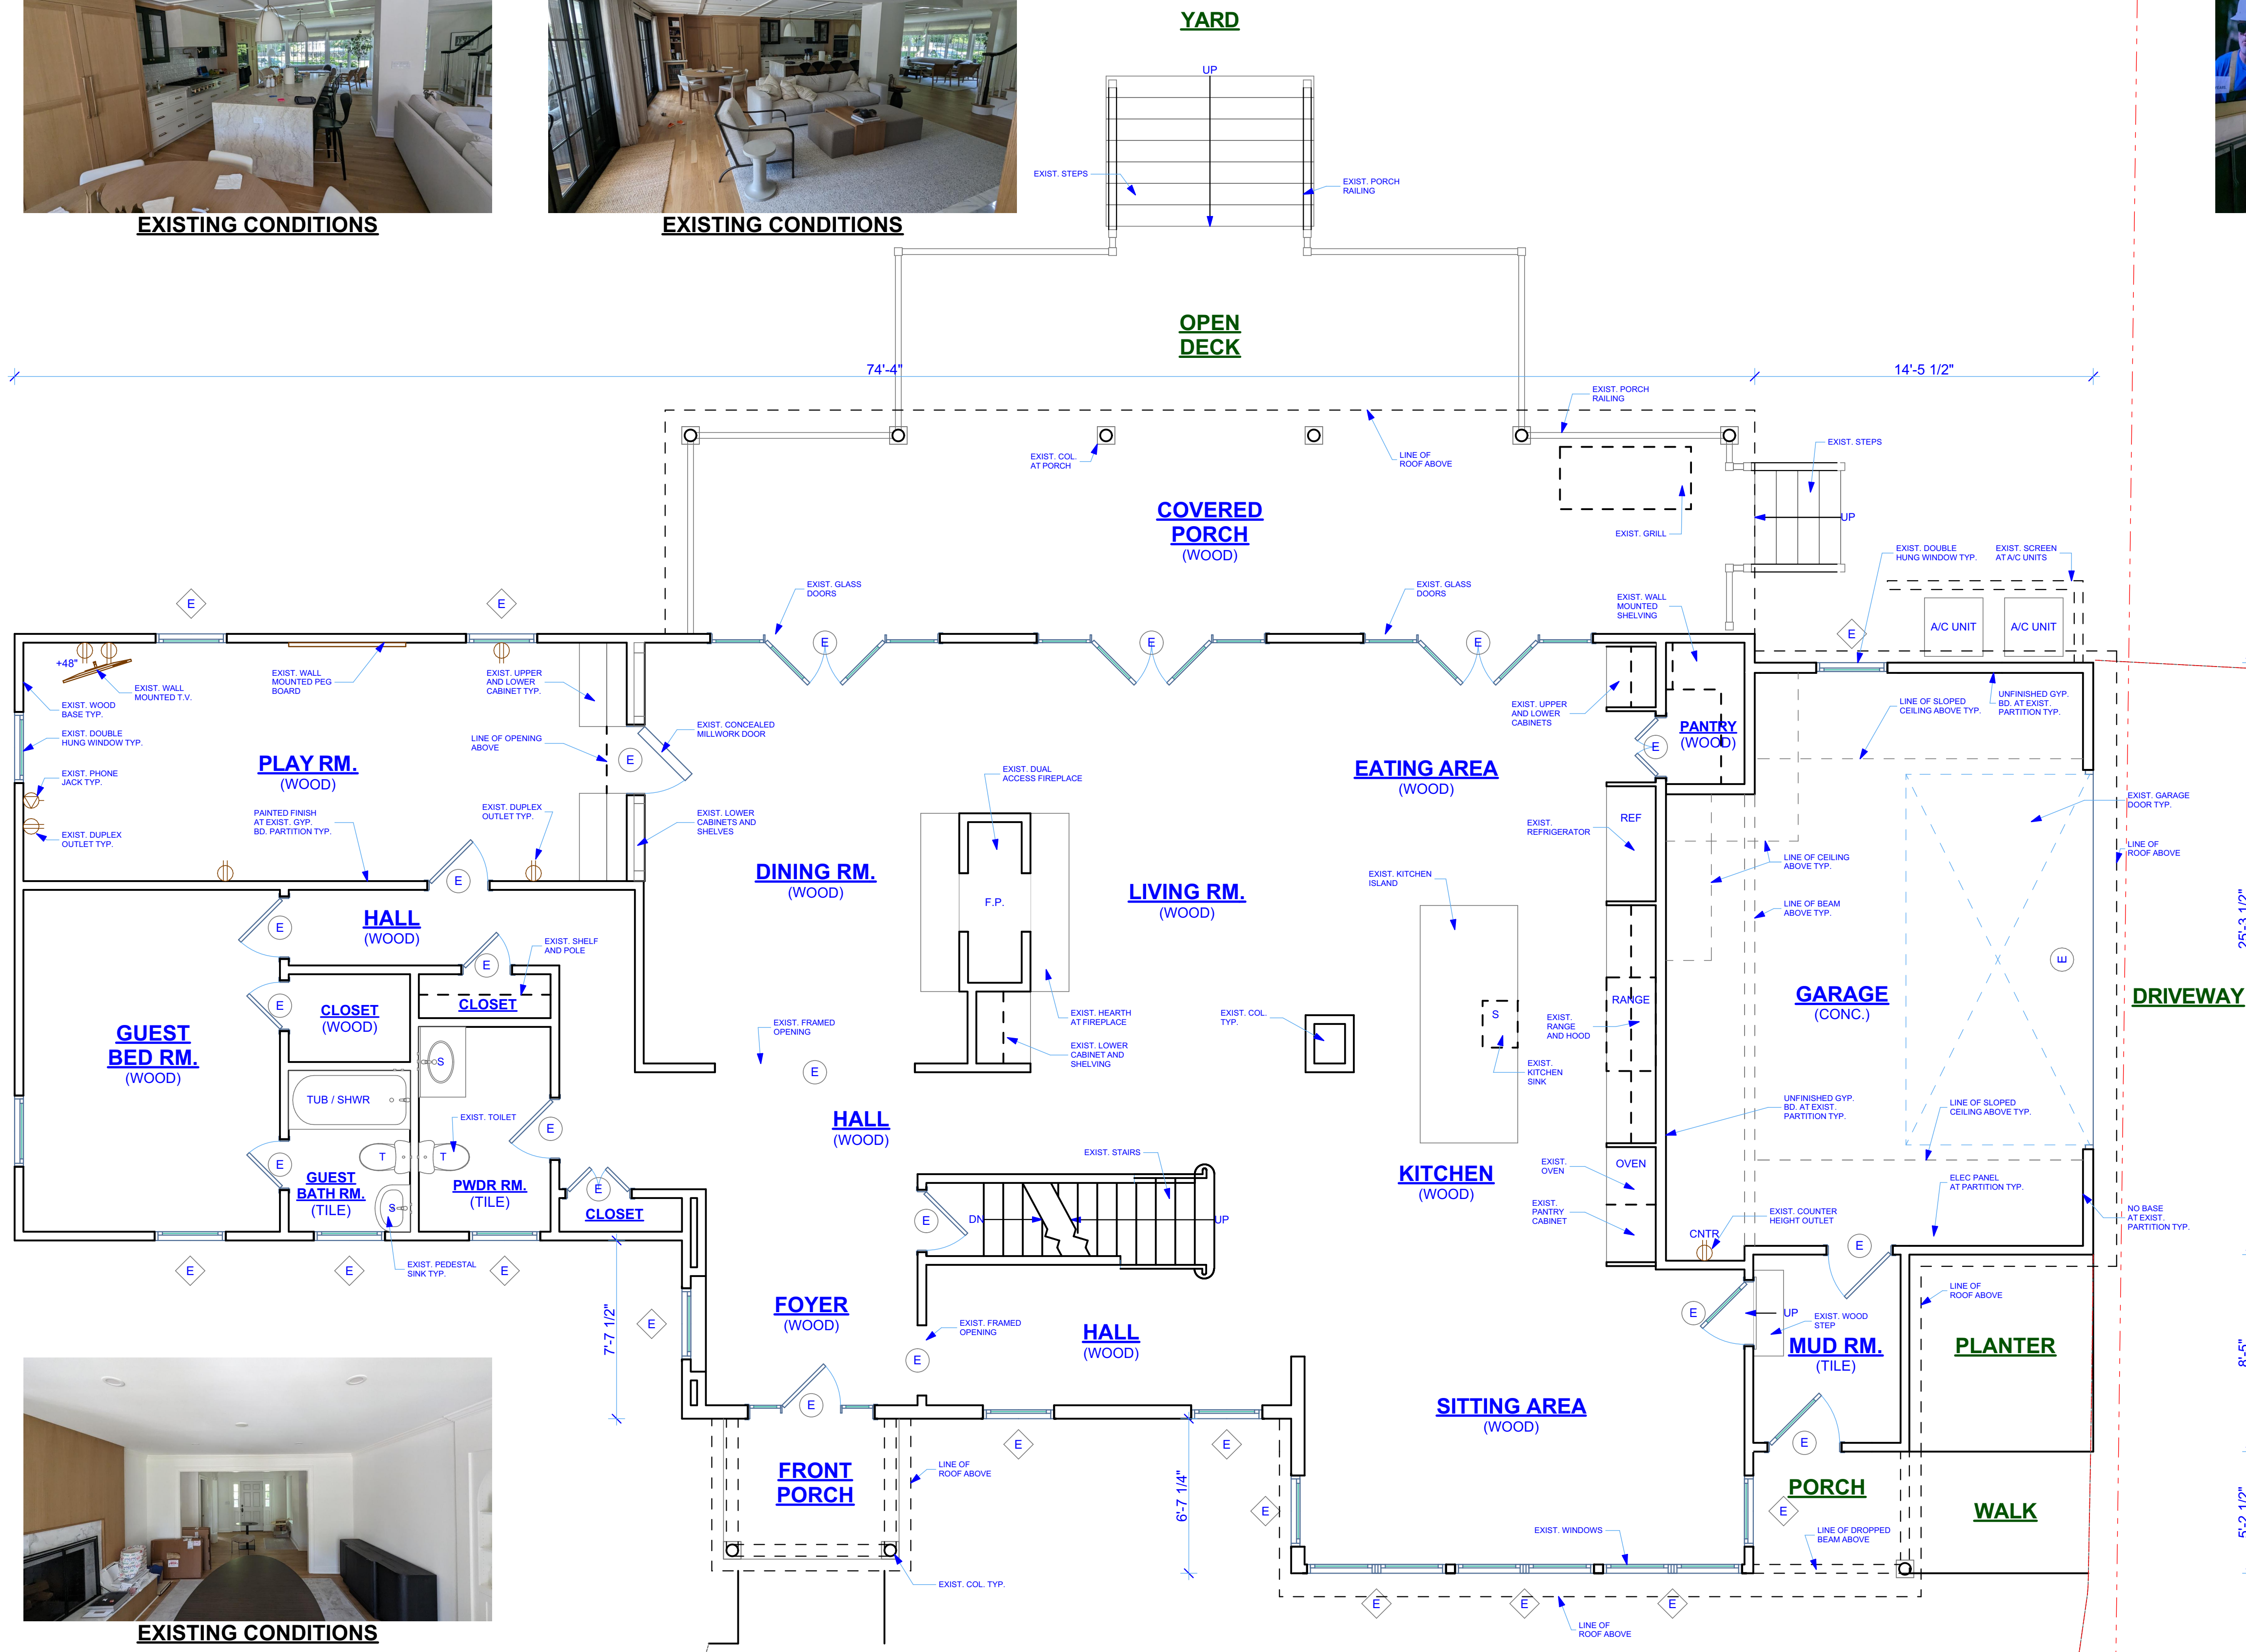 YARD
UP
EXIST. STEPS
EXIST. PORCH
RAILING
EXISTING CONDITIONS
EXISTING CONDITIONS
OPEN
DECK
74'-4"
14'-5 1/2"
EXIST. PORCH
RAILING
EXIST. STEPS
EXIST. COL.
AT PORCH
LINE OF
ROOF ABOVE
COVERED
PORCH
(WOOD)
EXIST. GRILL
UP
EXIST. DOUBLE
HUNG WINDOW TYP.
EXIST. SCREEN
AT A/C UNITS
EXIST. GLASS
DOORS
EXIST. GLASS
DOORS
EXIST. WALL
MOUNTED
SHELVING
E
E
A/C UNIT
A/C UNIT
E
E
E
E
+48"
EXIST. WALL
MOUNTED T.V.
EXIST. WALL
MOUNTED PEG
BOARD
EXIST. UPPER
AND LOWER
CABINET TYP.
EXIST. WOOD
BASE TYP.
EXIST. DOUBLE
HUNG WINDOW TYP.
LINE OF OPENING
ABOVE
EXIST. CONCEALED
MILLWORK DOOR
EXIST. UPPER
AND LOWER
CABINETS
PANTRY
(WOOD)
LINE OF SLOPED
CEILING ABOVE TYP.
UNFINISHED GYP.
BD. AT EXIST.
PARTITION TYP.
E
E
PLAY RM.
(WOOD)
EXIST. PHONE
JACK TYP.
EXIST. DUAL
ACCESS FIREPLACE
EATING AREA
(WOOD)
EXIST. GARAGE
DOOR TYP.
PAINTED FINISH
AT EXIST. GYP.
BD. PARTITION TYP.
EXIST. DUPLEX
OUTLET TYP.
EXIST. LOWER
CABINETS AND
SHELVES
EXIST. DUPLEX
OUTLET TYP.
EXIST.
REFRIGERATOR
REF
LINE OF CEILING
ABOVE TYP.
LINE OF
ROOF ABOVE
DINING RM.
(WOOD)
LIVING RM.
(WOOD)
F.P.
EXIST. KITCHEN
ISLAND
LINE OF BEAM
ABOVE TYP.
25'-3 1/2"
E
E
HALL
(WOOD)
EXIST. SHELF
AND POLE
E
E
E
CLOSET
(WOOD)
CLOSET
GUEST
BED RM.
(WOOD)
EXIST. FRAMED
OPENING
EXIST. HEARTH
AT FIREPLACE
EXIST. LOWER
CABINET AND
SHELVING
EXIST. COL.
TYP.
S
EXIST.
RANGE
AND HOOD
RANGE
EXIST.
KITCHEN
SINK
GARAGE
(CONC.)
DRIVEWAY
E
S
TUB / SHWR
EXIST. TOILET
E
HALL
(WOOD)
UNFINISHED GYP.
BD. AT EXIST.
PARTITION TYP.
LINE OF SLOPED
CEILING ABOVE TYP.
E
T
T
GUEST
BATH RM.
(TILE)
PWDR RM.
(TILE)
E
CLOSET
S
EXIST. STAIRS
DN
UP
E
KITCHEN
(WOOD)
EXIST.
OVEN
OVEN
EXIST.
PANTRY
CABINET
ELEC PANEL
AT PARTITION TYP.
NO BASE
AT EXIST.
PARTITION TYP.
CNTR
EXIST. COUNTER
HEIGHT OUTLET
E
E
E
E
EXIST. PEDESTAL
SINK TYP.
7'-7 1/2"
E
FOYER
(WOOD)
EXIST. FRAMED
OPENING
E
HALL
(WOOD)
E
UP
EXIST. WOOD
STEP
MUD RM.
(TILE)
LINE OF
ROOF ABOVE
PLANTER
8'-5"
E
SITTING AREA
(WOOD)
E
E
E
FRONT
PORCH
LINE OF
ROOF ABOVE
6'-7 1/4"
E
E
PORCH
WALK
EXIST. WINDOWS
LINE OF DROPPED
BEAM ABOVE
5'-2 1/2"
EXIST. COL. TYP.
E
E
E
LINE OF
ROOF ABOVE
EXISTING CONDITIONS